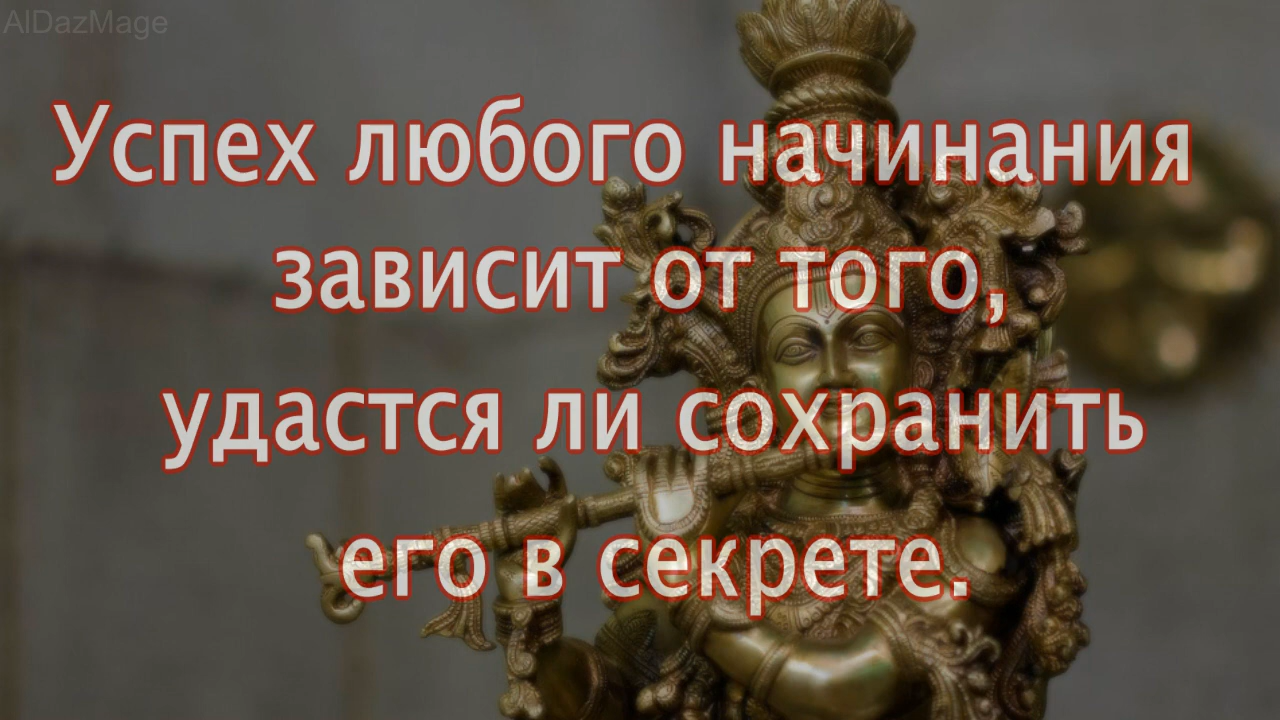 AlDazMage
Успех любого начинания
зависит от того,
удастся ли сохранить
его в секрете.